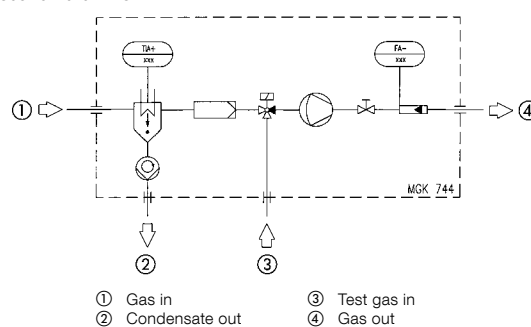 TIA+ FA-
xxx xxx
① ④
MGK 744
② ③
① Gas in ③ Test gas in
② Condensate out ④ Gas out